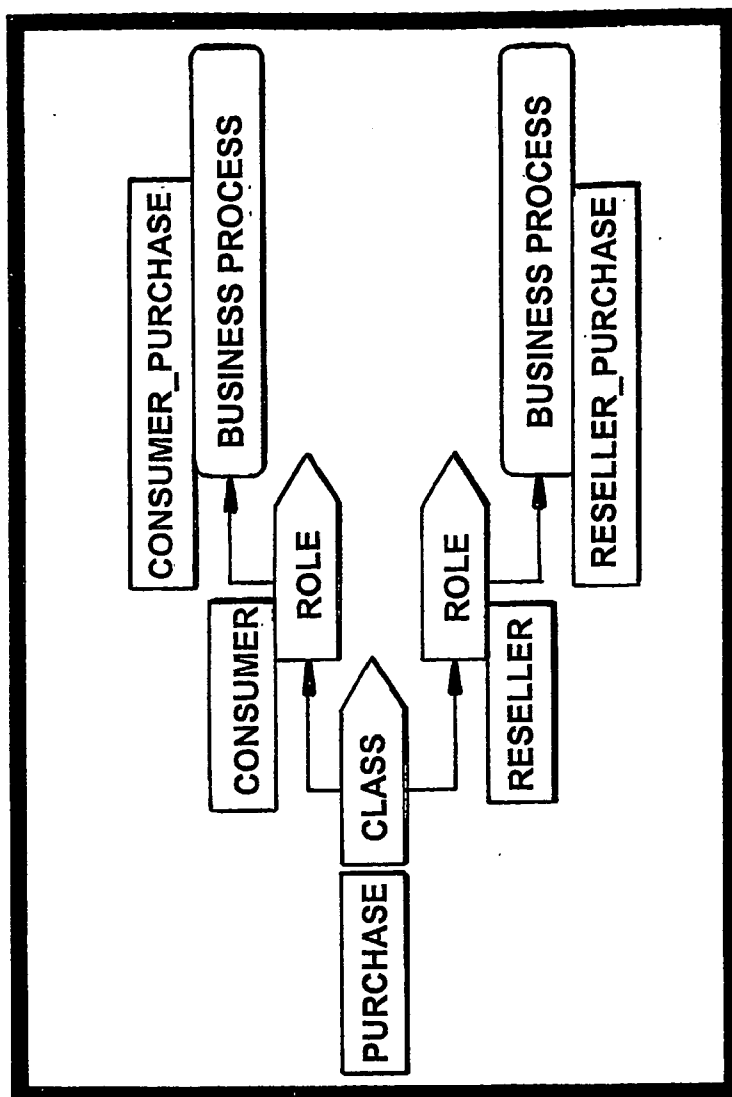 CONSUMER_PURCHASE
BUSINESS PROCESS
CONSUMER
ROLE
PURCHASE
CLASS
ROLE
RESELLER
BUSINESS PROCESS
RESELLER_PURCHASE